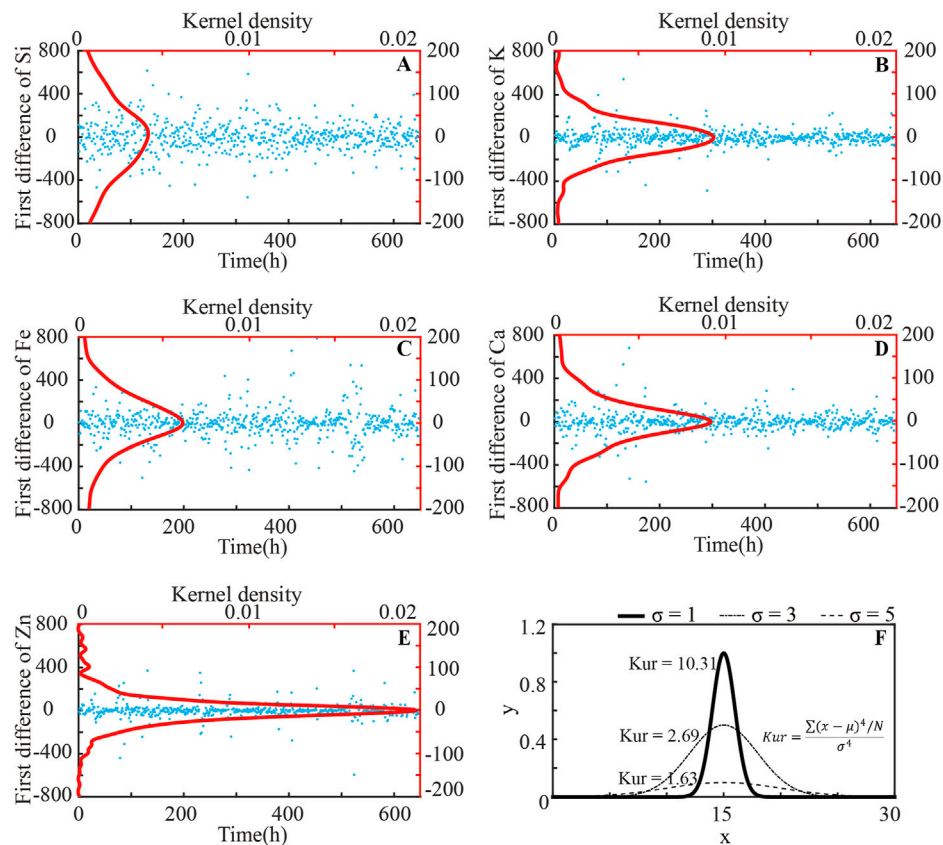 Kernel density
0 0.01 0.02
First difference of Si
800
400
0
-400
-800
A
200
100
0
-100
-200
0 200 400 600
Time(h)
Kernel density
0 0.01 0.02
First difference of K
800
400
0
-400
-800
B
200
100
0
-100
-200
0 200 400 600
Time(h)
Kernel density
0 0.01 0.02
First difference of Fe
800
400
0
-400
800
C
200
100
0
-100
-200
0 200 400 600
Time(h)
Kernel density
0 0.01 0.02
First difference of Ca
800
400
0
-400
-800
D
200
100
0
-100
-200
0 200 400 600
Time(h)
Kernel density
0 0.01 0.02
First difference of Zn
800
400
0
-400
-800
E
200
100
0
-100
-200
0 200 400 600
Time(h)
σ = 1 σ = 3 σ = 5
F
y
1.2
0.8
0.4
0
Kur = 10.31
Kur = 2.69
Kur = 1.63
Kur = ∑(x − μ)⁴/N / σ⁴
0 15 30
x